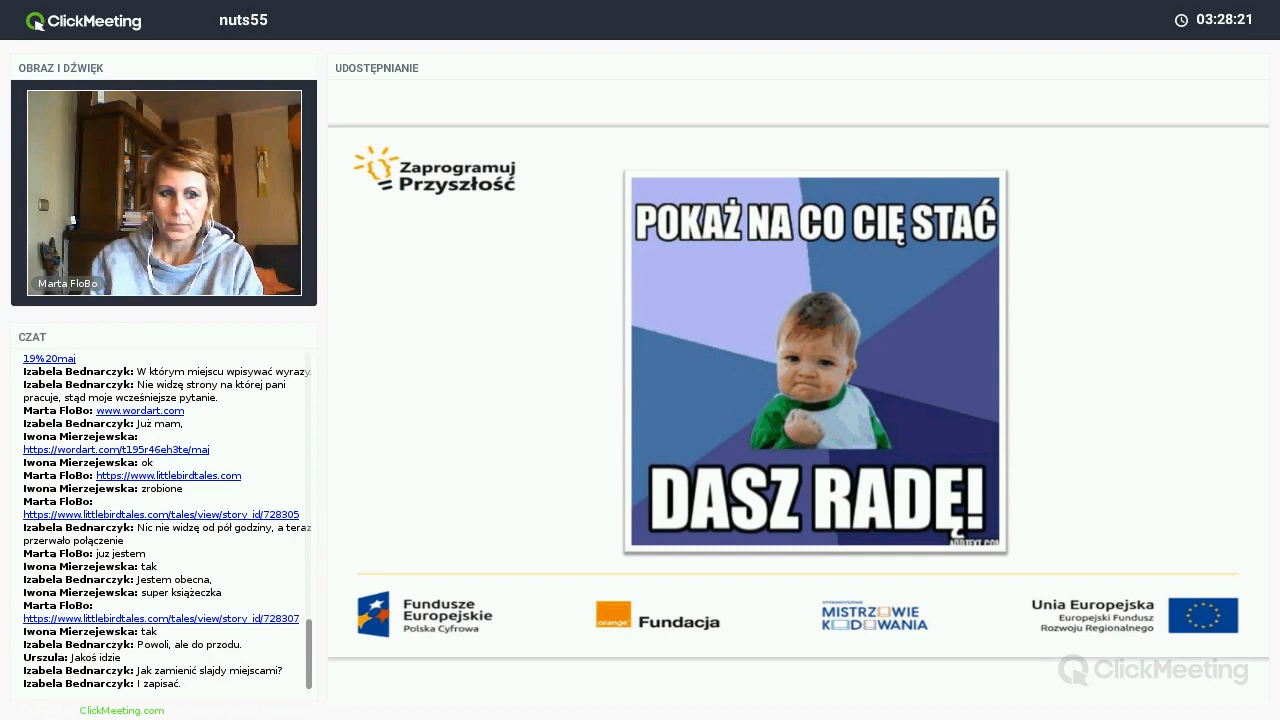 ClickMeeting
nuts55
03:28:21
OBRAZ I DŹWIĘK
Marta FloBo
CZAT
19%20maj
Izabela Bednarczyk: W którym miejscu wpisywać wyrazy.
Izabela Bednarczyk: Nie widzę strony na której pani
pracuje, stąd moje wcześniejsze pytanie.
Marta FloBo: www.wordart.com
Izabela Bednarczyk: Już mam,
Iwona Mierzejewska:
https://wordart.com/t195r46eh3te/maj
Iwona Mierzejewska: ok
Marta FloBo: https://www.littlebirdtales.com
Iwona Mierzejewska: zrobione
Marta FloBo:
https://www.littlebirdtales.com/tales/view/story_id/728305
Izabela Bednarczyk: Nic nie widzę od pół godziny, a teraz
przerwało połączenie
Marta FloBo: juz jestem
Iwona Mierzejewska: tak
Izabela Bednarczyk: Jestem obecna,
Iwona Mierzejewska: super książeczka
Marta FloBo:
https://www.littlebirdtales.com/tales/view/story_id/728307
Iwona Mierzejewska: tak
Izabela Bednarczyk: Powoli, ale do przodu.
Urszula: Jakoś idzie
Izabela Bednarczyk: Jak zamienić slajdy miejscami?
Izabela Bednarczyk: I zapisać.
ClickMeeting.com
UDOSTĘPNIANIE
Zaprogramuj
Przyszłość
POKAŻ NA CO CIĘ STAĆ
DASZ RADĘ!
Fundusze
Europejskie
Polska Cyfrowa
orange
Fundacja
STOWARZYSZENIE
MISTRZOWIE
KODOWANIA
Unia Europejska
Europejski Fundusz
Rozwoju Regionalnego
ClickMeeting